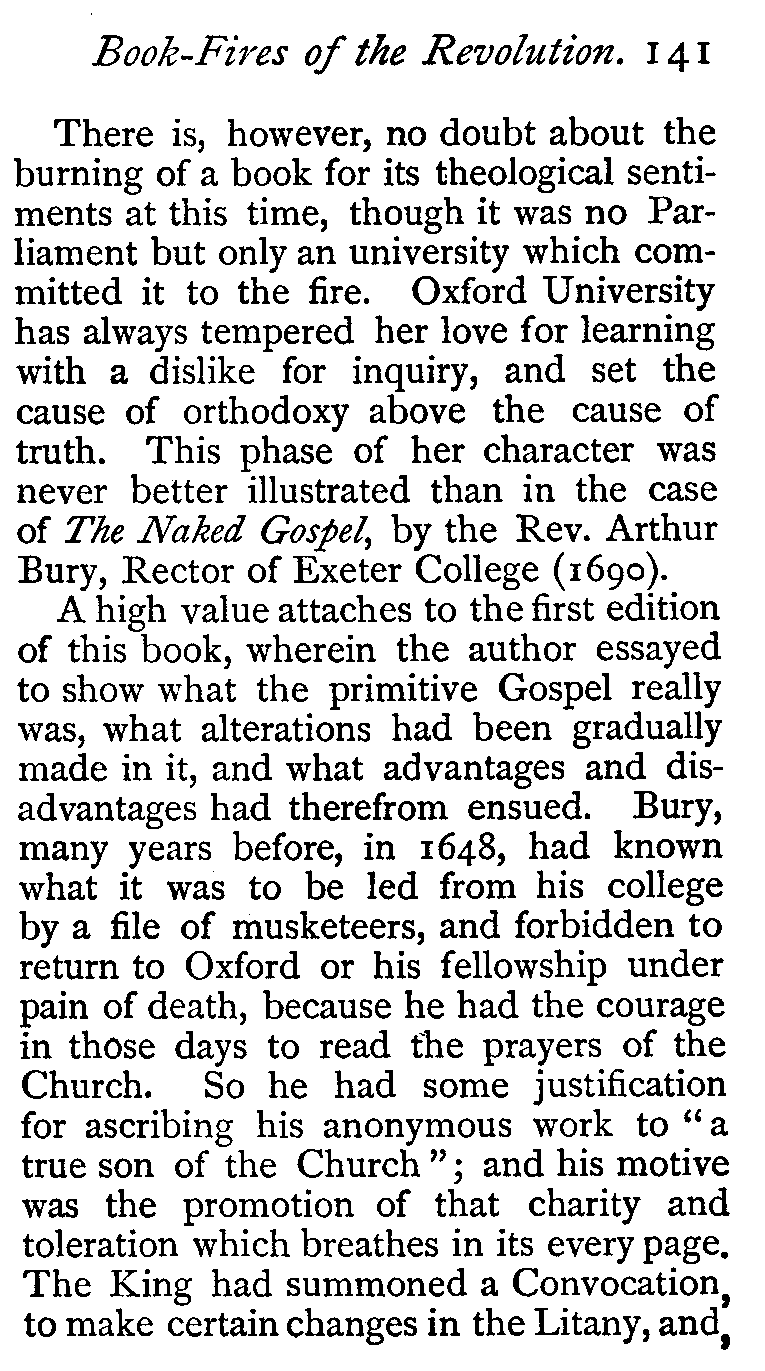 Book-Fires of the Revolution. 141
There is, however, no doubt about the
burning of a book for its theological senti-
ments at this time, though it was no Par-
liament but only an university which com-
mitted it to the fire. Oxford University
has always tempered her love for learning
with a dislike for inquiry, and set the
cause of orthodoxy above the cause of
truth. This phase of her character was
never better illustrated than in the case
of The Naked Gospel, by the Rev. Arthur
Bury, Rector of Exeter College (1690).
A high value attaches to the first edition
of this book, wherein the author essayed
to show what the primitive Gospel really
was, what alterations had been gradually
made in it, and what advantages and dis-
advantages had therefrom ensued. Bury,
many years before, in 1648, had known
what it was to be led from his college
by a file of musketeers, and forbidden to
return to Oxford or his fellowship under
pain of death, because he had the courage
in those days to read the prayers of the
Church. So he had some justification
for ascribing his anonymous work to "a
true son of the Church"; and his motive
was the promotion of that charity and
toleration which breathes in its every page.
The King had summoned a Convocation,
to make certain changes in the Litany, and,